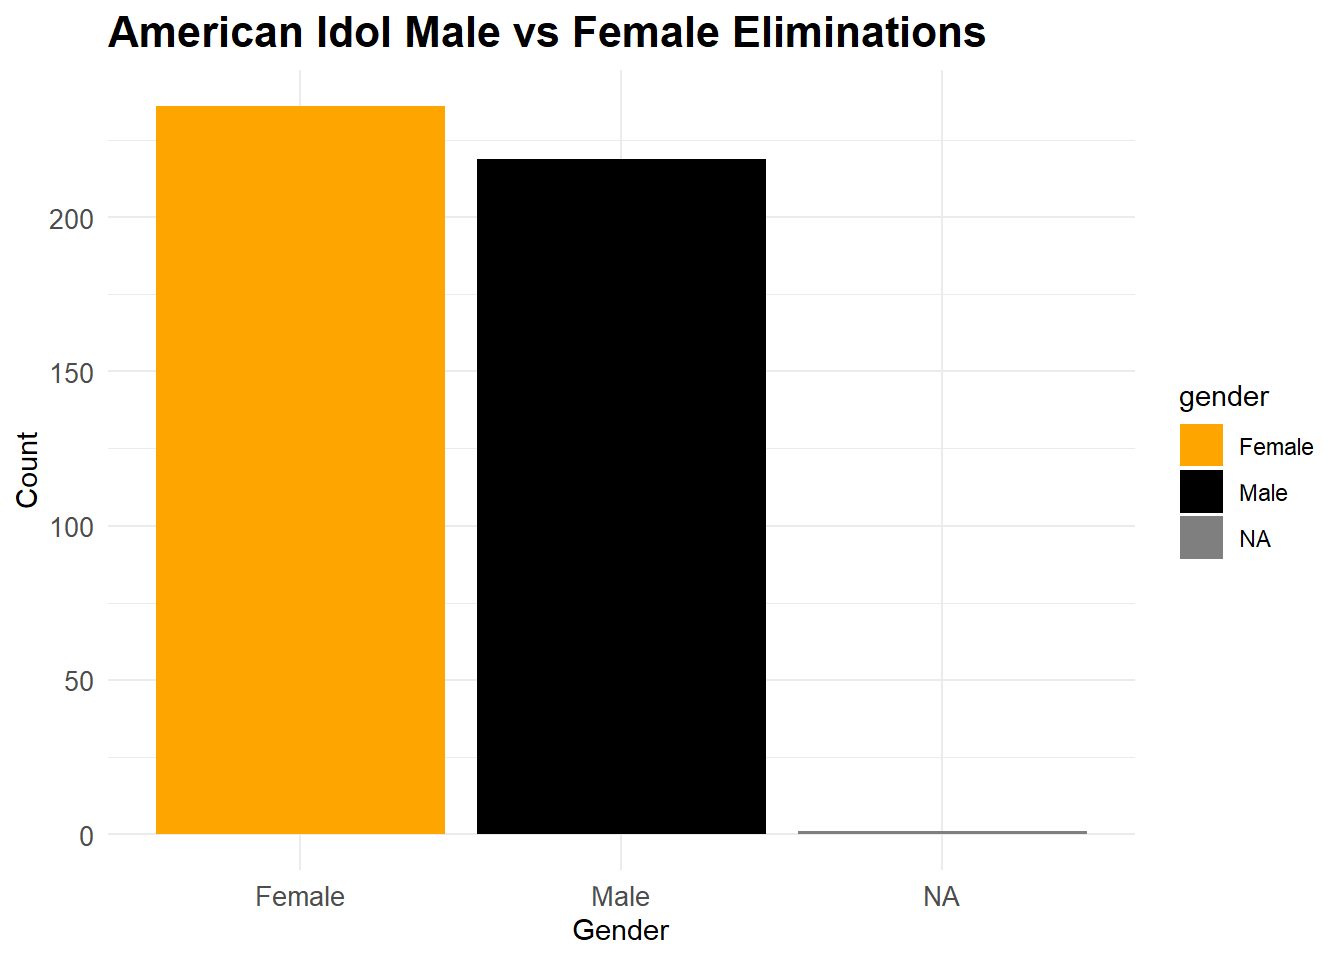 American Idol Male vs Female Eliminations
200
150
100
50
0
Count
Female
Male
NA
Gender
gender
Female
Male
NA